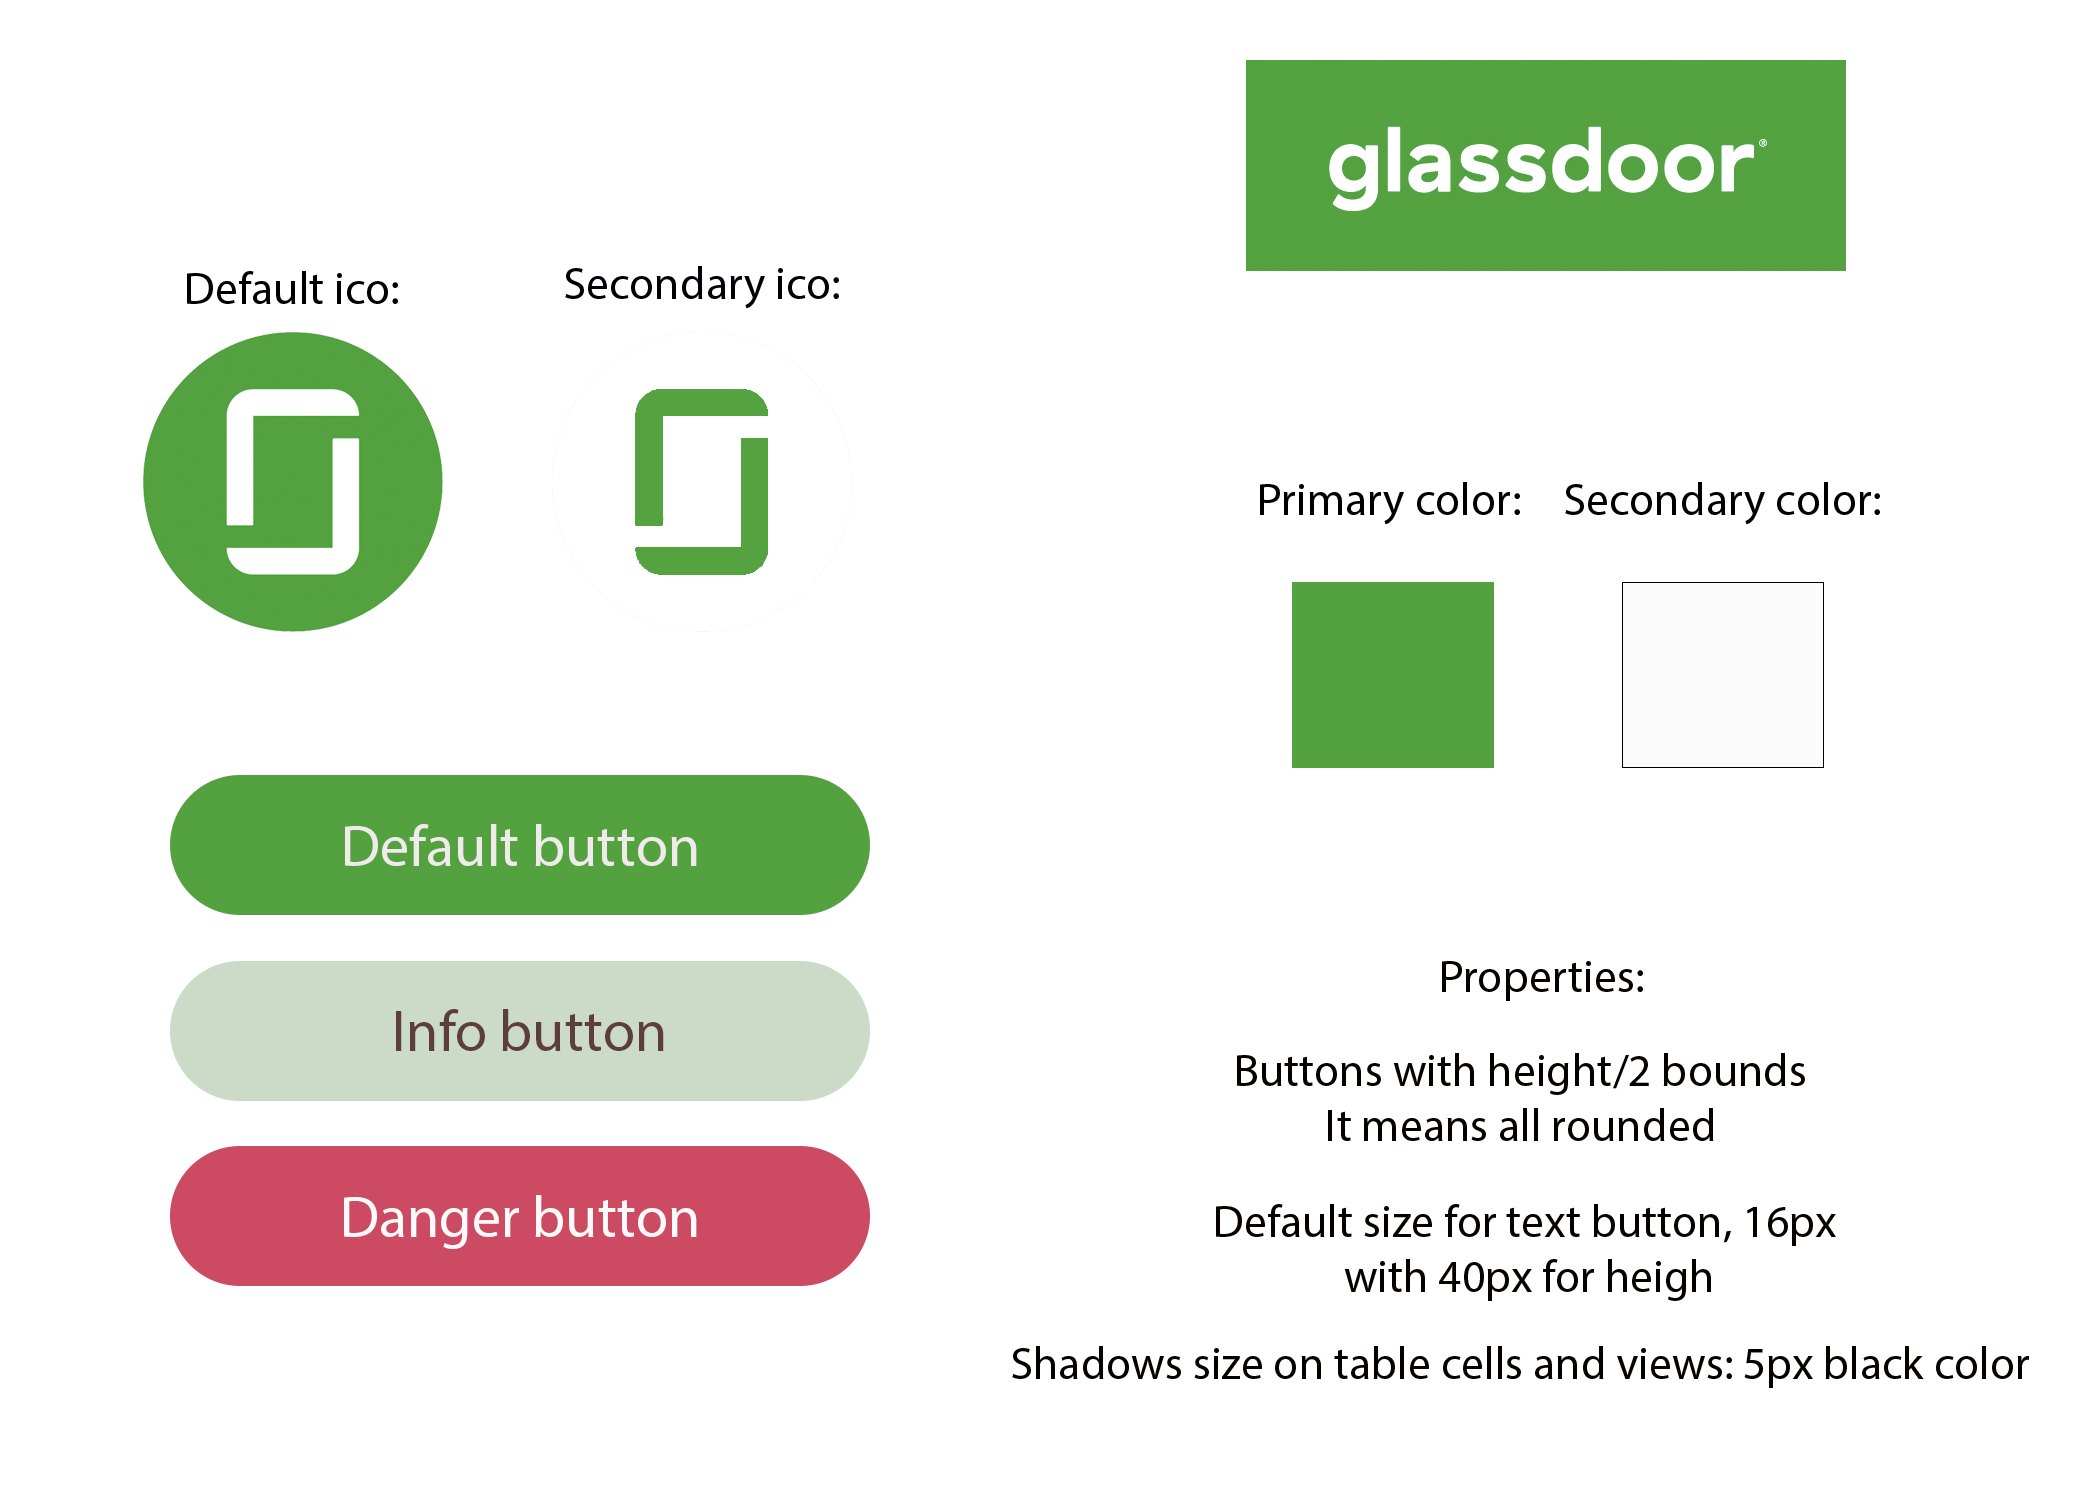 glassdoor®
Default ico:
Secondary ico:
Primary color:
Secondary color:
Default button
Info button
Danger button
Properties:
Buttons with height/2 bounds
It means all rounded
Default size for text button, 16px
with 40px for heigh
Shadows size on table cells and views: 5px black color